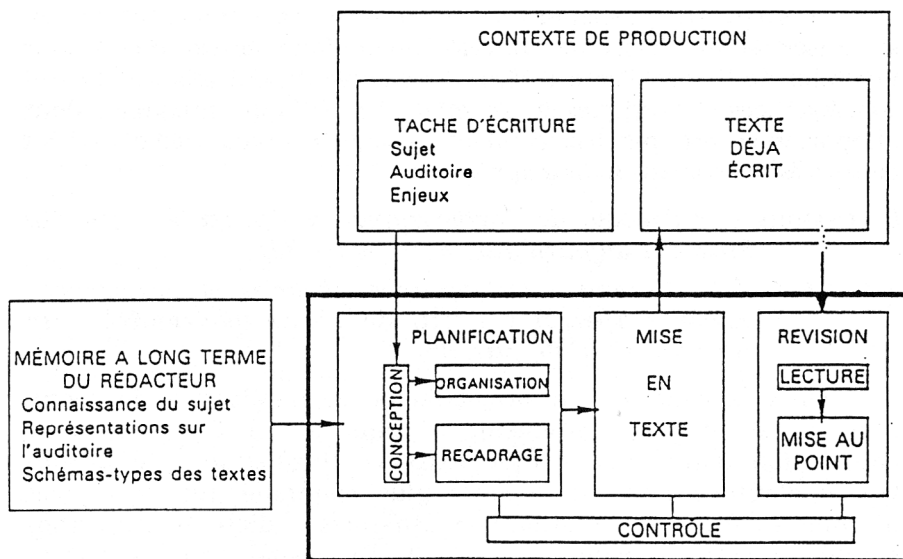 CONTEXTE DE PRODUCTION
TACHE D'ÉCRITURE
Sujet
Auditoire
Enjeux
TEXTE
DÉJA
ÉCRIT
MÉMOIRE A LONG TERME
DU RÉDACTEUR
Connaissance du sujet
Représentations sur
l'auditoire
Schémas-types des textes
PLANIFICATION
CONCEPTION
ORGANISATION
RECADRAGE
MISE
EN
TEXTE
REVISION
LECTURE
MISE AU
POINT
CONTRÔLE